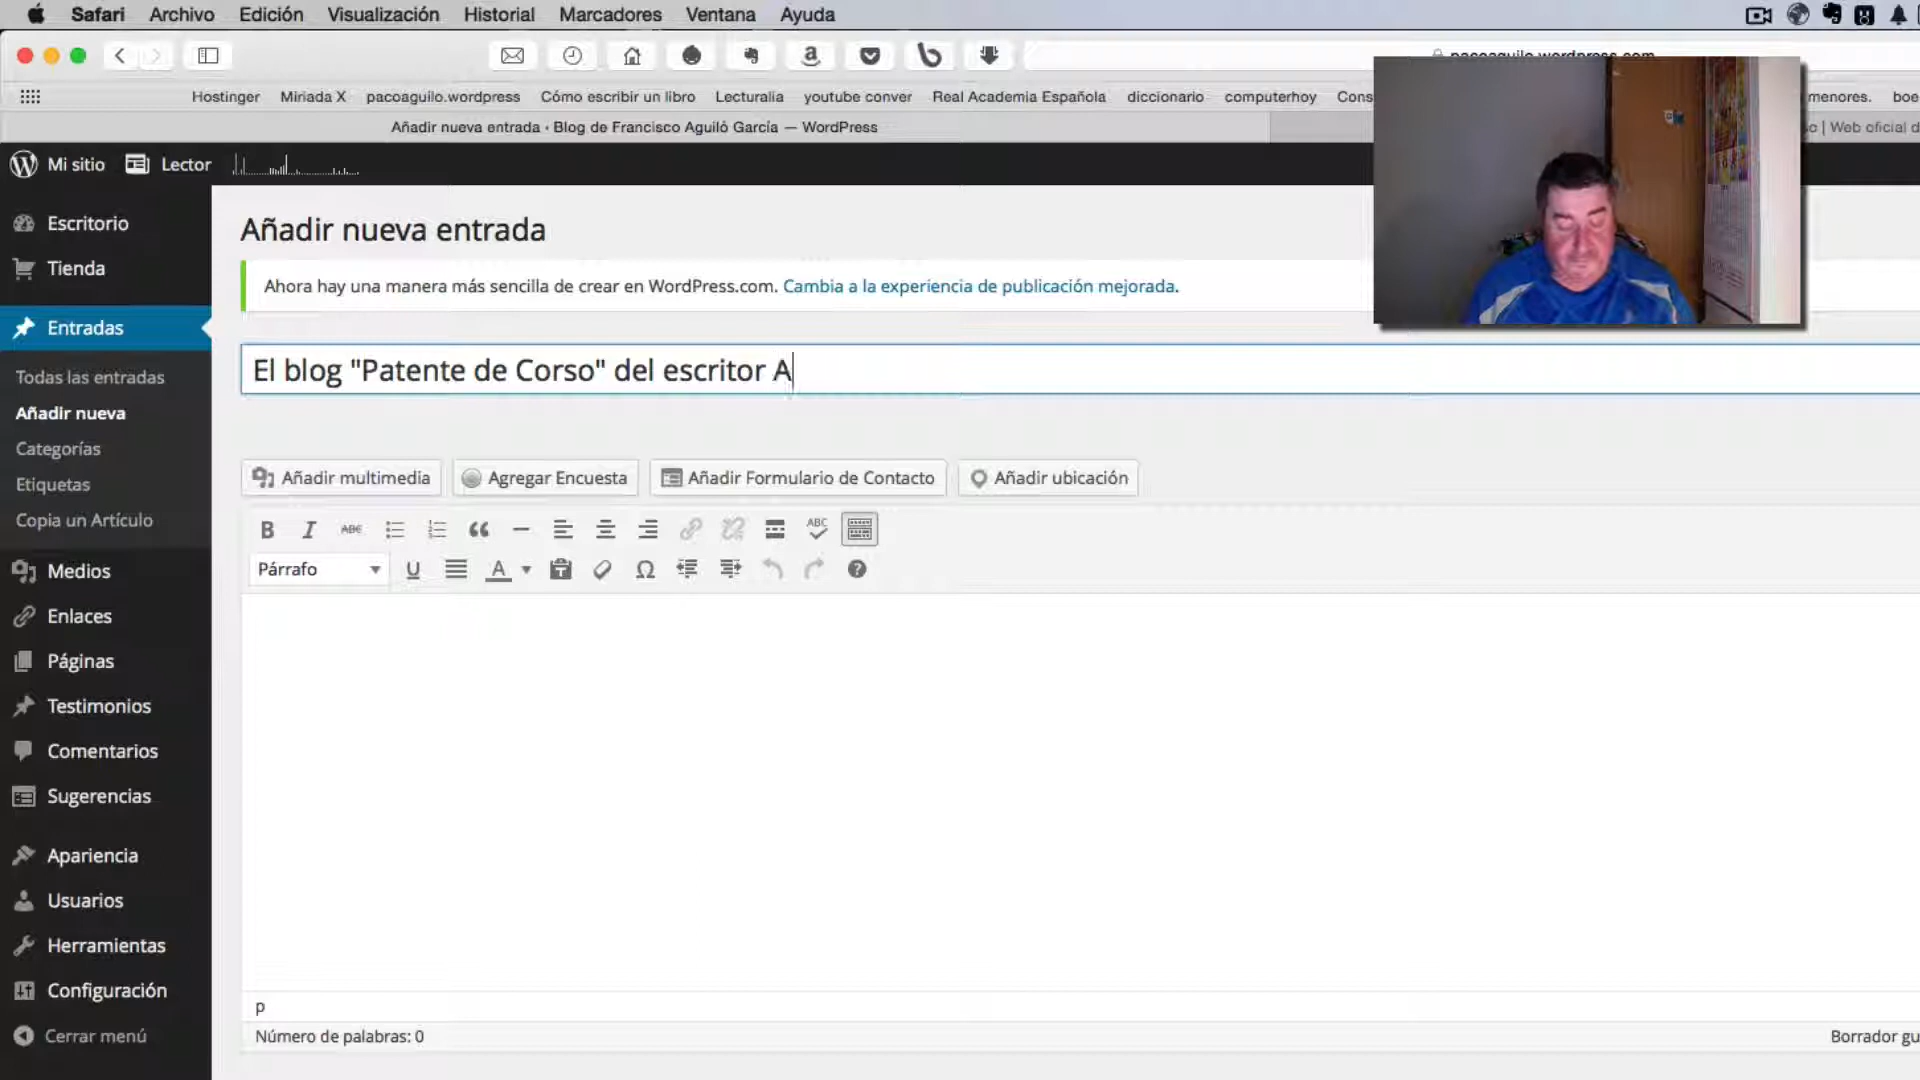 Safari Archivo Edición Visualización Historial Marcadores Ventana Ayuda
Hostinger Miriada X pacoaguilo.wordpress Cómo escribir un libro Lecturalia youtube conver Real Academia Española diccionario computerhoy Cons menores. boe
Añadir nueva entrada · Blog de Francisco Aguiló García — WordPress
| Web oficial d
Mi sitio Lector
Escritorio
Tienda
Entradas
Todas las entradas
Añadir nueva
Categorías
Etiquetas
Copia un Artículo
Medios
Enlaces
Páginas
Testimonios
Comentarios
Sugerencias
Apariencia
Usuarios
Herramientas
Configuración
Cerrar menú
Añadir nueva entrada
Ahora hay una manera más sencilla de crear en WordPress.com. Cambia a la experiencia de publicación mejorada.
El blog "Patente de Corso" del escritor A
Añadir multimedia Agregar Encuesta Añadir Formulario de Contacto Añadir ubicación
B I ABC ABC
Párrafo U A Ω
p
Número de palabras: 0
Borrador gu